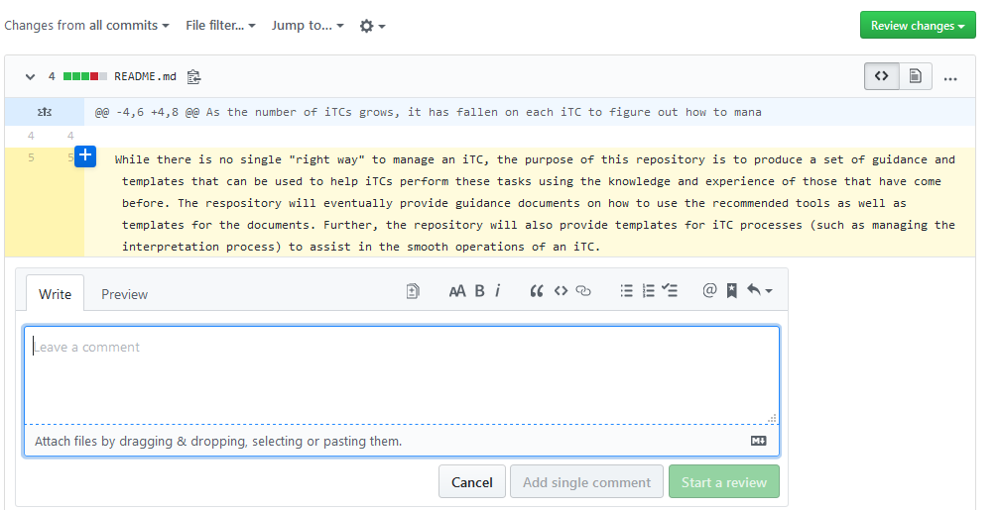 Changes from all commits File filter... Jump to... Review changes
4 README.md
@@ -4,6 +4,8 @@ As the number of iTCs grows, it has fallen on each iTC to figure out how to mana
4 4
5 5 While there is no single "right way" to manage an iTC, the purpose of this repository is to produce a set of guidance and
templates that can be used to help iTCs perform these tasks using the knowledge and experience of those that have come
before. The respository will eventually provide guidance documents on how to use the recommended tools as well as
templates for the documents. Further, the repository will also provide templates for iTC processes (such as managing the
interpretation process) to assist in the smooth operations of an iTC.
Write Preview AA B i @
Leave a comment
Attach files by dragging & dropping, selecting or pasting them.
Cancel Add single comment Start a review